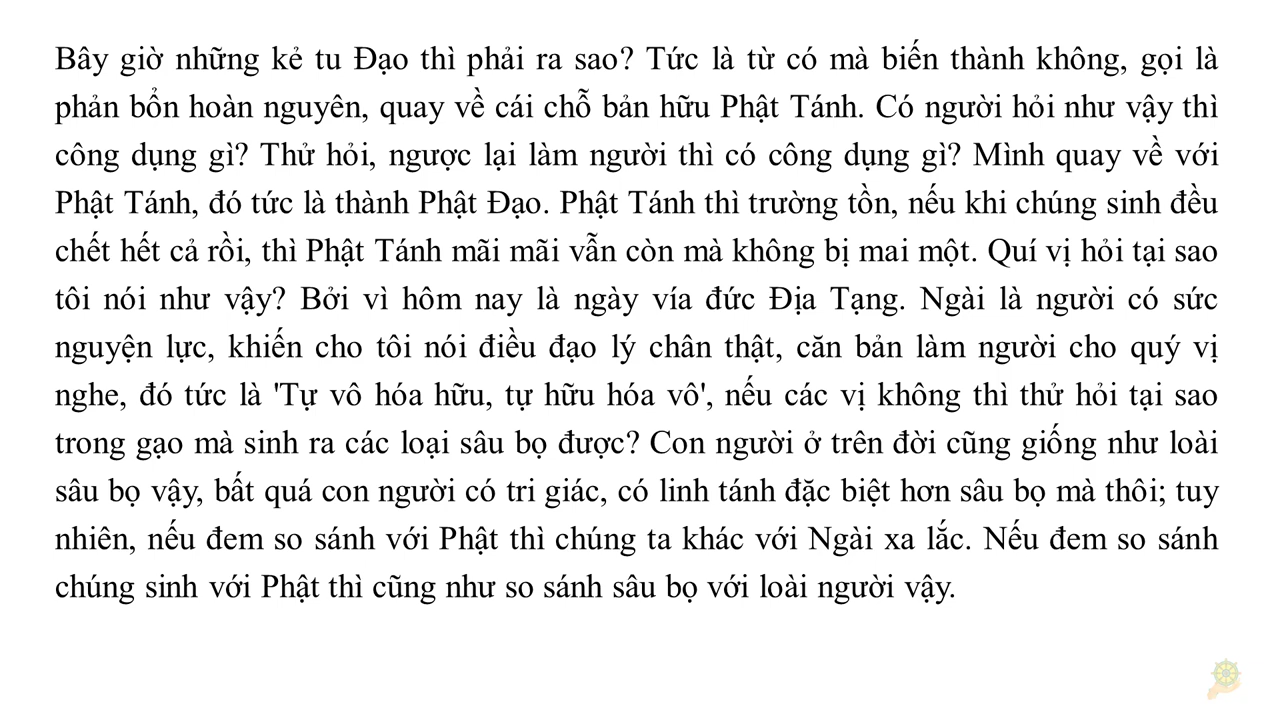 Bây giờ những kẻ tu Đạo thì phải ra sao? Tức là từ có mà biến thành không, gọi là
phản bổn hoàn nguyên, quay về cái chỗ bản hữu Phật Tánh. Có người hỏi như vậy thì
công dụng gì? Thử hỏi, ngược lại làm người thì có công dụng gì? Mình quay về với
Phật Tánh, đó tức là thành Phật Đạo. Phật Tánh thì trường tồn, nếu khi chúng sinh đều
chết hết cả rồi, thì Phật Tánh mãi mãi vẫn còn mà không bị mai một. Quí vị hỏi tại sao
tôi nói như vậy? Bởi vì hôm nay là ngày vía đức Địa Tạng. Ngài là người có sức
nguyện lực, khiến cho tôi nói điều đạo lý chân thật, căn bản làm người cho quý vị
nghe, đó tức là 'Tự vô hóa hữu, tự hữu hóa vô', nếu các vị không thì thử hỏi tại sao
trong gạo mà sinh ra các loại sâu bọ được? Con người ở trên đời cũng giống như loài
sâu bọ vậy, bất quá con người có tri giác, có linh tánh đặc biệt hơn sâu bọ mà thôi; tuy
nhiên, nếu đem so sánh với Phật thì chúng ta khác với Ngài xa lắc. Nếu đem so sánh
chúng sinh với Phật thì cũng như so sánh sâu bọ với loài người vậy.